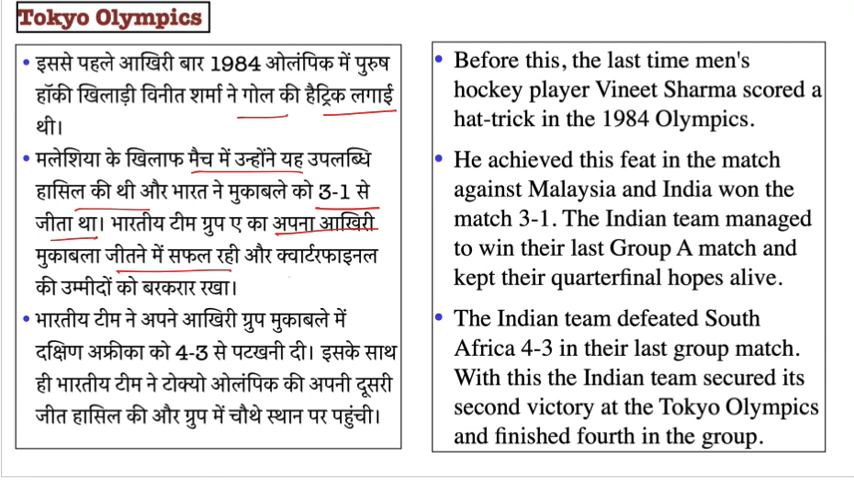 Tokyo Olympics
• इससे पहले आखिरी बार 1984 ओलंपिक में पुरुष
हॉकी खिलाड़ी विनीत शर्मा ने गोल की हैट्रिक लगाई
थी।
• मलेशिया के खिलाफ मैच में उन्होंने यह उपलब्धि
हासिल की थी और भारत ने मुकाबले को 3-1 से
जीता था। भारतीय टीम ग्रुप ए का अपना आखिरी
मुकाबला जीतने में सफल रही और क्वार्टरफाइनल
की उम्मीदों को बरकरार रखा।
• भारतीय टीम ने अपने आखिरी ग्रुप मुकाबले में
दक्षिण अफ्रीका को 4-3 से पटखनी दी। इसके साथ
ही भारतीय टीम ने टोक्यो ओलंपिक की अपनी दूसरी
जीत हासिल की और ग्रुप में चौथे स्थान पर पहुंची।
• Before this, the last time men's
hockey player Vineet Sharma scored a
hat-trick in the 1984 Olympics.
• He achieved this feat in the match
against Malaysia and India won the
match 3-1. The Indian team managed
to win their last Group A match and
kept their quarterfinal hopes alive.
• The Indian team defeated South
Africa 4-3 in their last group match.
With this the Indian team secured its
second victory at the Tokyo Olympics
and finished fourth in the group.